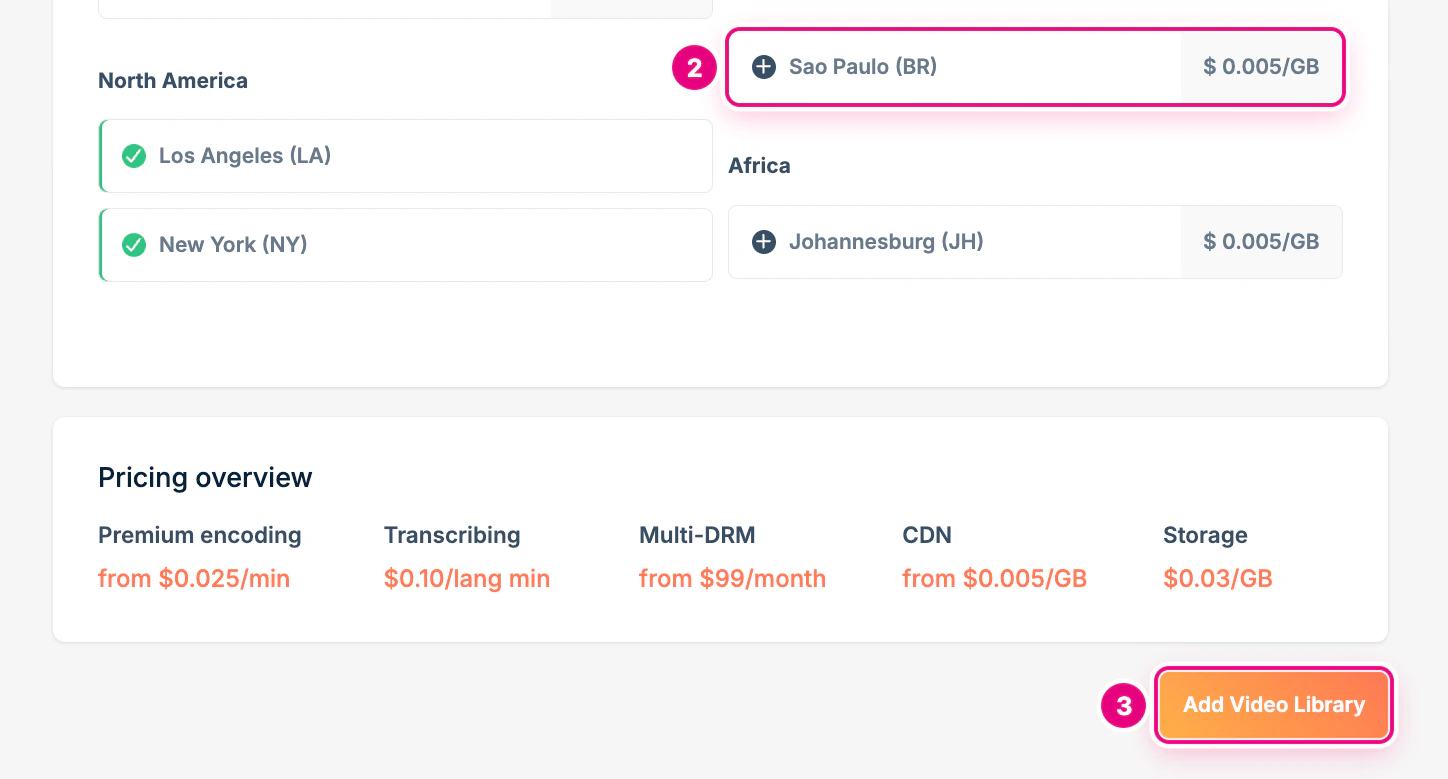 North America
Los Angeles (LA)
New York (NY)
2
Sao Paulo (BR)
$ 0.005/GB
Africa
Johannesburg (JH)
$ 0.005/GB
Pricing overview
Premium encoding
from $0.025/min
Transcribing
$0.10/lang min
Multi-DRM
from $99/month
CDN
from $0.005/GB
Storage
$0.03/GB
3
Add Video Library